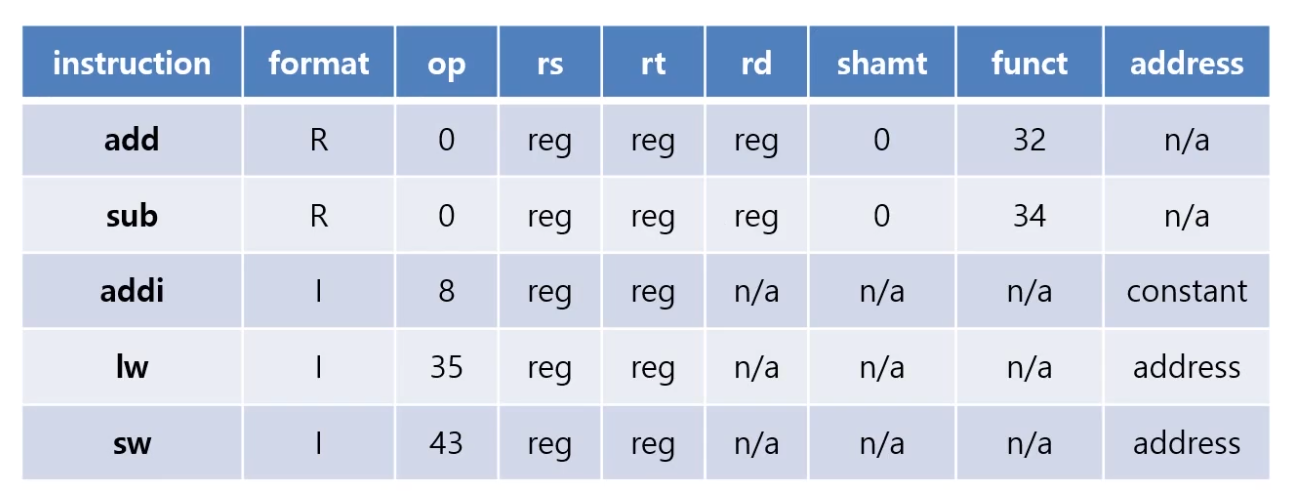 instruction format op rs rt rd shamt funct address
add R 0 reg reg reg 0 32 n/a
sub R 0 reg reg reg 0 34 n/a
addi I 8 reg reg n/a n/a n/a constant
lw I 35 reg reg n/a n/a n/a address
sw I 43 reg reg n/a n/a n/a address